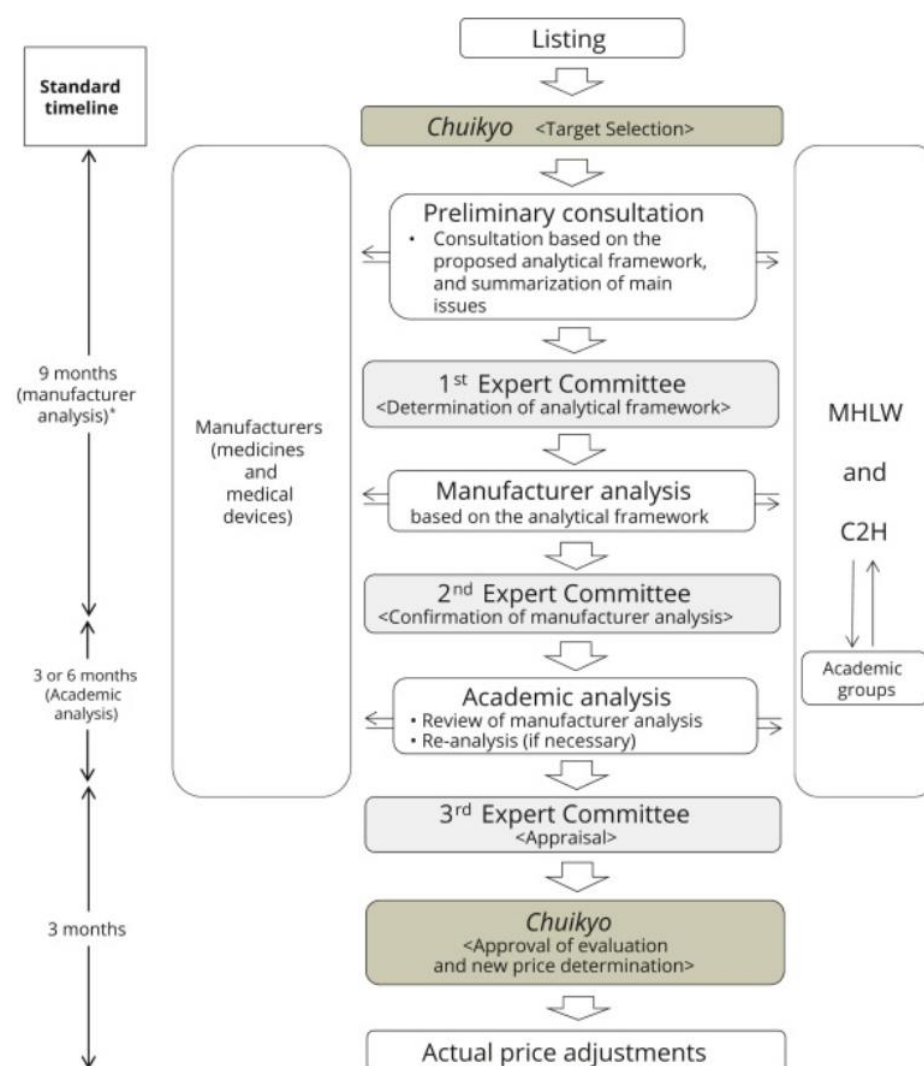 Listing
Standard
timeline
Chuikyo <Target Selection>
Preliminary consultation
• Consultation based on the
proposed analytical framework,
and summarization of main
issues
9 months
(manufacturer
analysis)*
1st Expert Committee
<Determination of analytical framework>
Manufacturers
(medicines
and
medical
devices)
MHLW
and
C2H
Manufacturer analysis
based on the analytical framework
2nd Expert Committee
<Confirmation of manufacturer analysis>
3 or 6 months
(Academic
analysis)
Academic
groups
Academic analysis
• Review of manufacturer analysis
• Re-analysis (if necessary)
3rd Expert Committee
<Appraisal>
3 months
Chuikyo
<Approval of evaluation
and new price determination>
Actual price adjustments